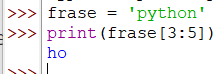 >>> frase = 'python'
>>> print(frase[3:5])
ho
>>>